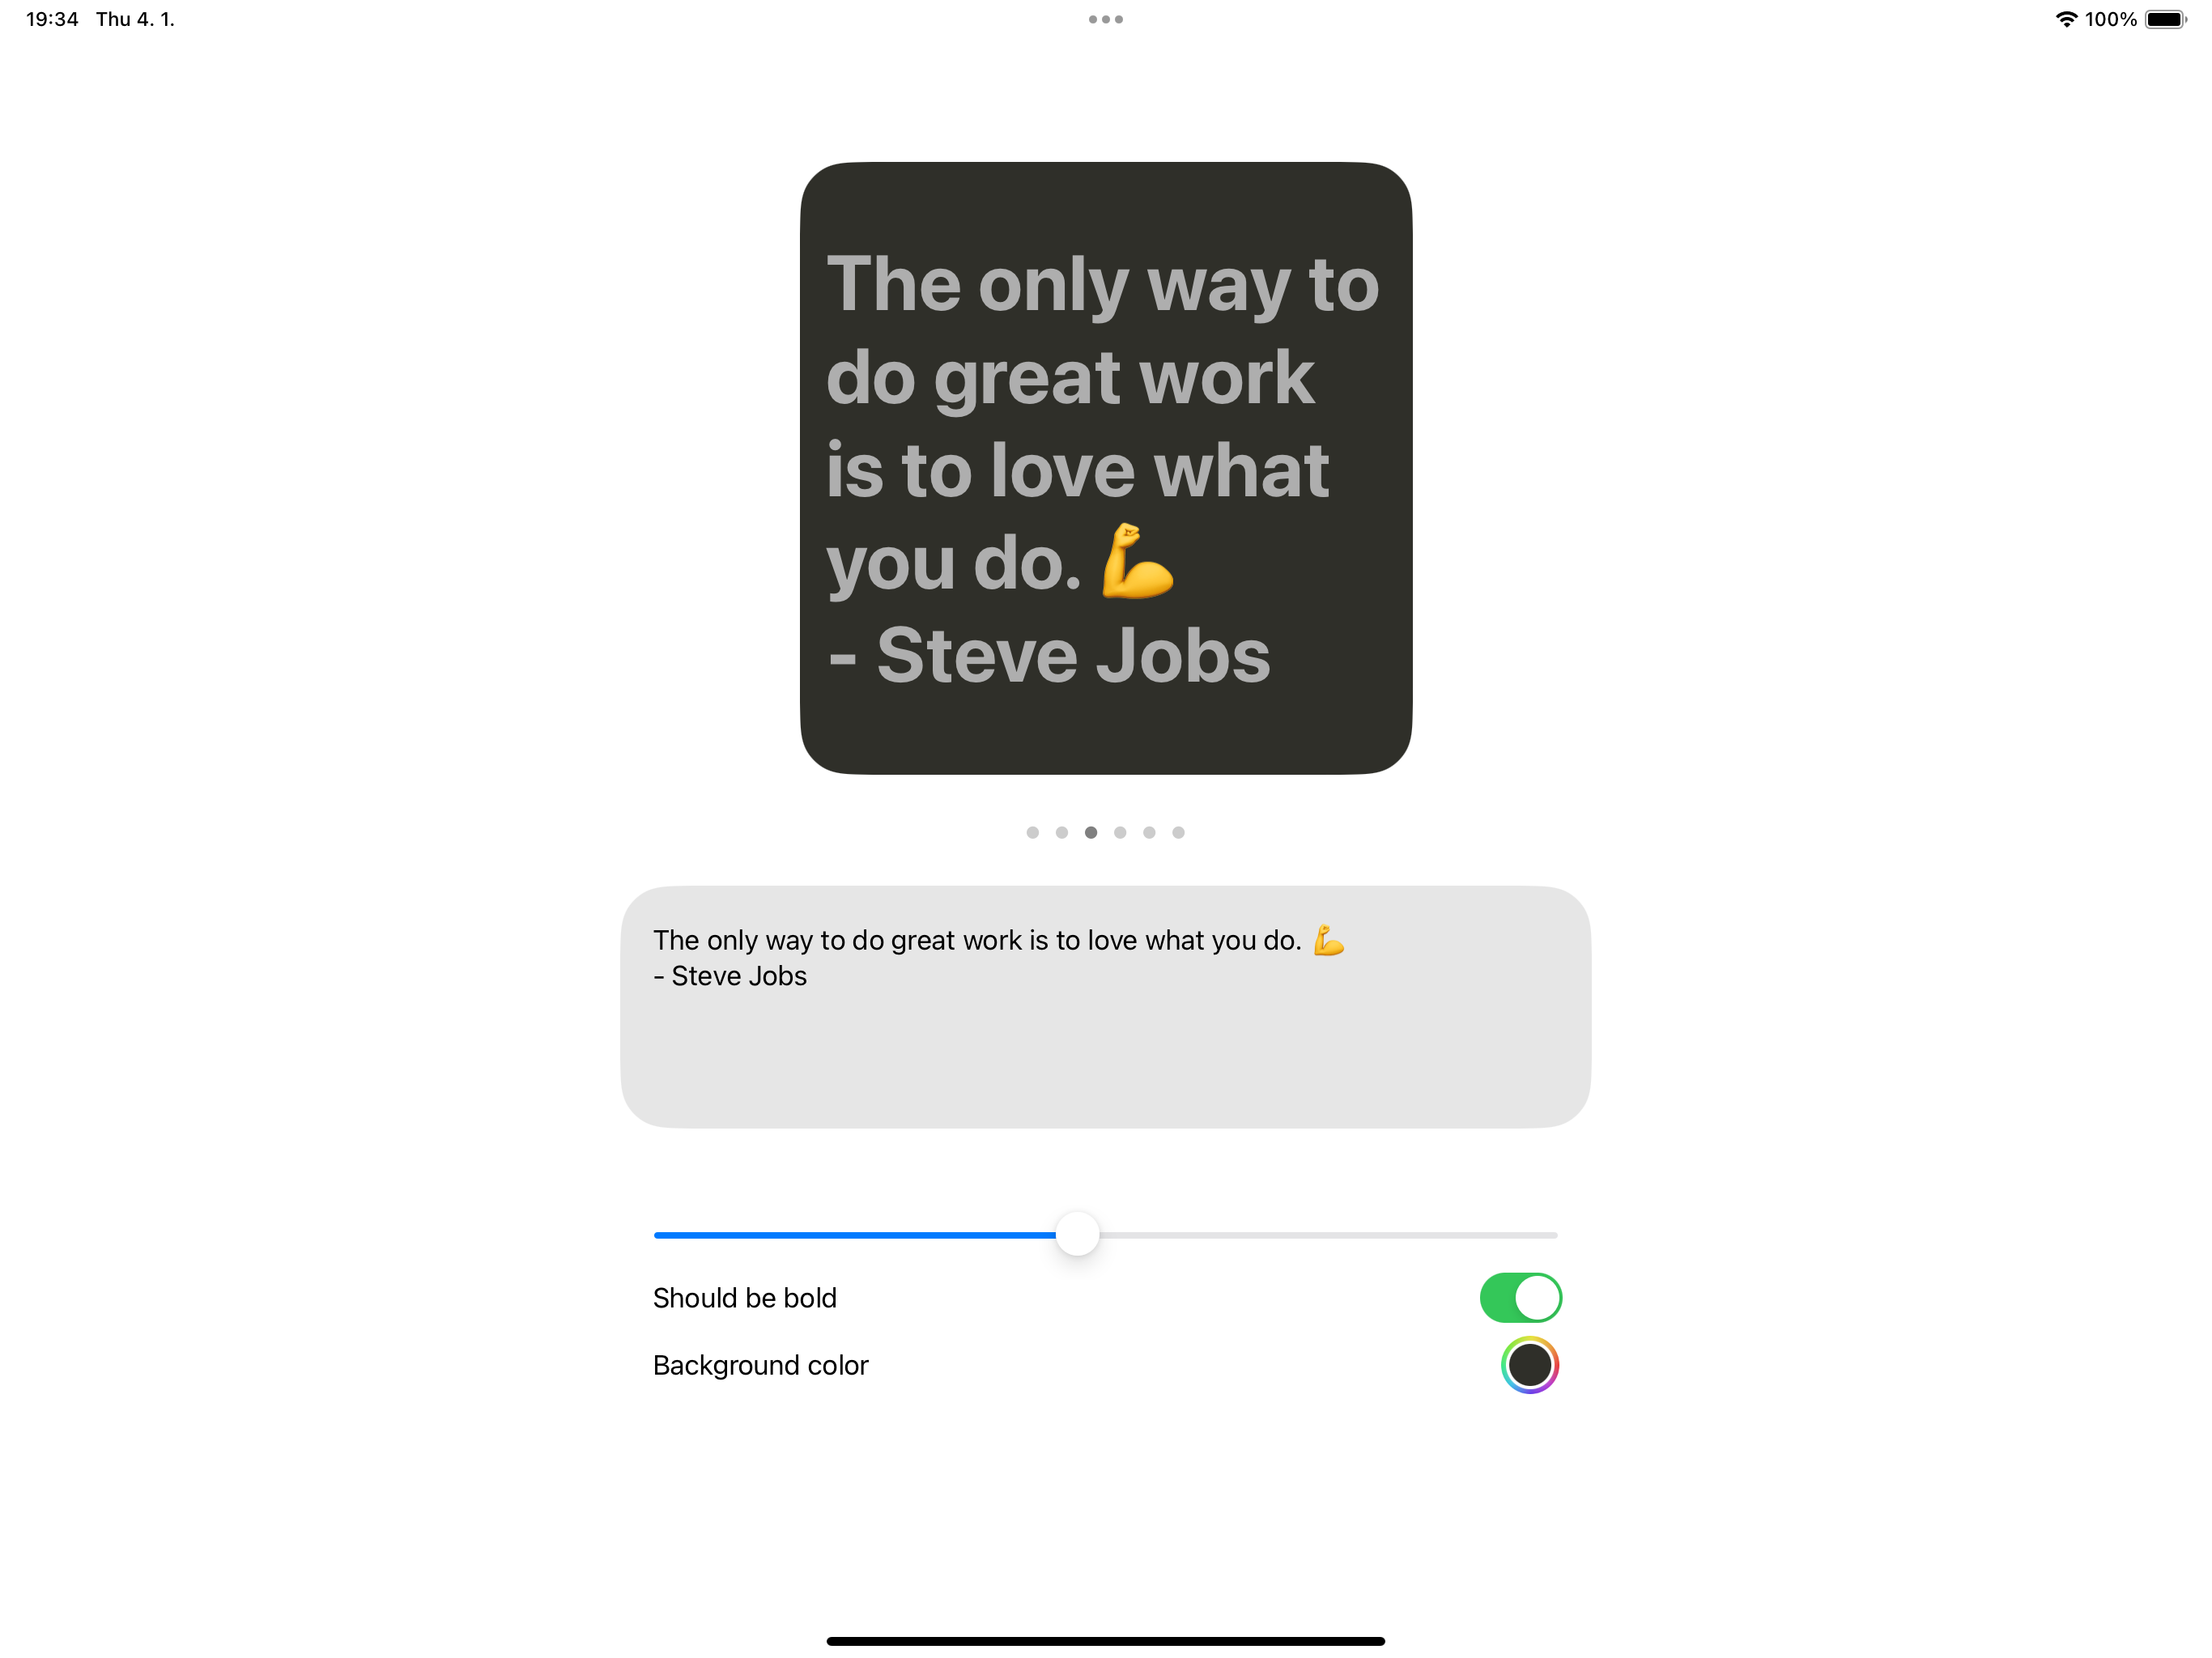 19:34 Thu 4. 1.
100%
The only way to
do great work
is to love what
you do. 💪
- Steve Jobs
The only way to do great work is to love what you do. 💪
- Steve Jobs
Should be bold
Background color